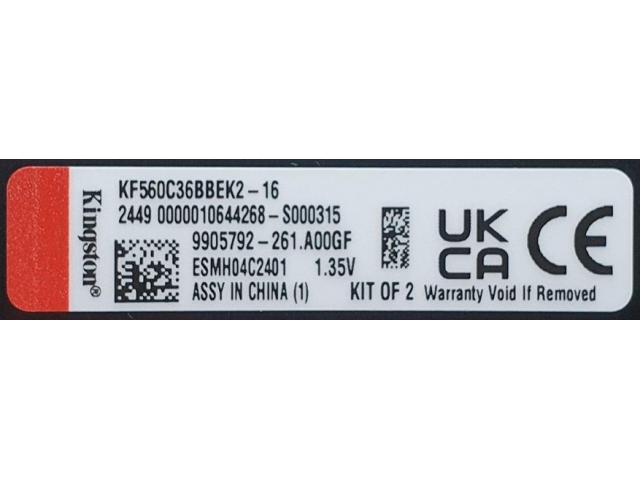 Kingston®
KF560C36BBEK2-16
2449 0000010644268-S000315
9905792-261.A00GF
ESMH04C2401 1.35V
ASSY IN CHINA (1) KIT OF 2 Warranty Void If Removed
UK
CA
CE